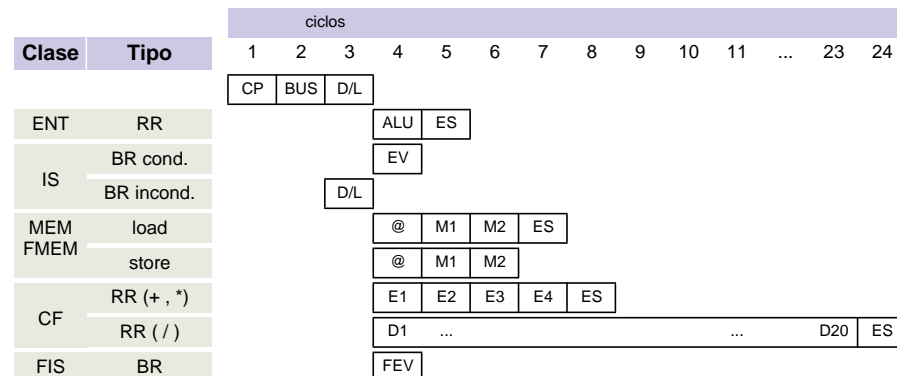 ciclos
Clase Tipo 1 2 3 4 5 6 7 8 9 10 11 ... 23 24
CP BUS D/L
ENT RR ALU ES
IS
BR cond. EV
BR incond. D/L
MEM
FMEM
load @ M1 M2 ES
store @ M1 M2
CF
RR (+ , *) E1 E2 E3 E4 ES
RR ( / ) D1 ... ... D20 ES
FIS BR FEV